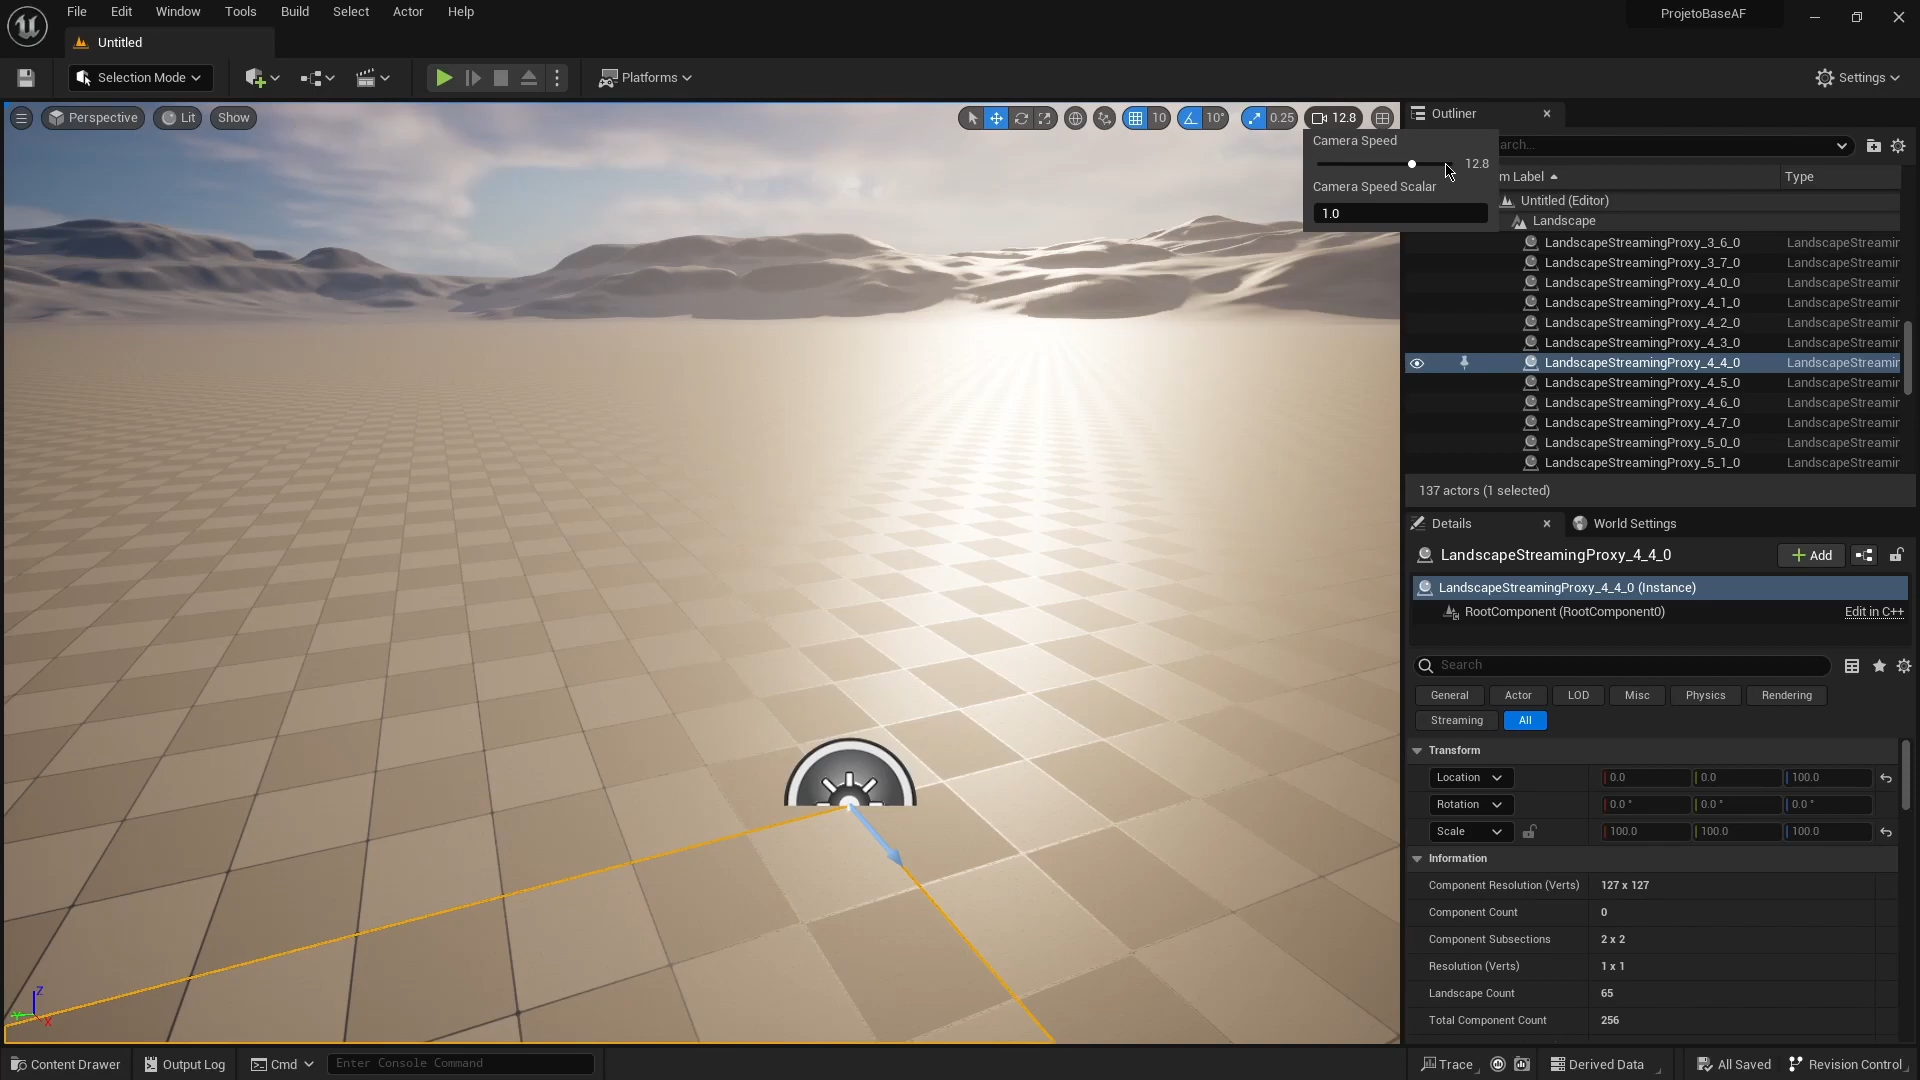 File Edit Window Tools Build Select Actor Help
ProjetoBaseAF
Untitled
Selection Mode
Platforms
Settings
Perspective Lit Show
10 10° 0.25 12.8
Camera Speed
12.8
Camera Speed Scalar
1.0
Outliner
arch...
m Label Type
Untitled (Editor)
Landscape
LandscapeStreamingProxy_3_6_0 LandscapeStreamin
LandscapeStreamingProxy_3_7_0 LandscapeStreamin
LandscapeStreamingProxy_4_0_0 LandscapeStreamin
LandscapeStreamingProxy_4_1_0 LandscapeStreamin
LandscapeStreamingProxy_4_2_0 LandscapeStreamin
LandscapeStreamingProxy_4_3_0 LandscapeStreamin
LandscapeStreamingProxy_4_4_0 LandscapeStreamin
LandscapeStreamingProxy_4_5_0 LandscapeStreamin
LandscapeStreamingProxy_4_6_0 LandscapeStreamin
LandscapeStreamingProxy_4_7_0 LandscapeStreamin
LandscapeStreamingProxy_5_0_0 LandscapeStreamin
LandscapeStreamingProxy_5_1_0 LandscapeStreamin
137 actors (1 selected)
Details World Settings
LandscapeStreamingProxy_4_4_0 Add
LandscapeStreamingProxy_4_4_0 (Instance)
RootComponent (RootComponent0) Edit in C++
Search
General Actor LOD Misc Physics Rendering
Streaming All
Transform
Location 0.0 0.0 100.0
Rotation 0.0 ° 0.0 ° 0.0 °
Scale 100.0 100.0 100.0
Information
Component Resolution (Verts) 127 x 127
Component Count 0
Component Subsections 2 x 2
Resolution (Verts) 1 x 1
Landscape Count 65
Total Component Count 256
Z
Y
X
Content Drawer Output Log Cmd Enter Console Command Trace Derived Data All Saved Revision Control